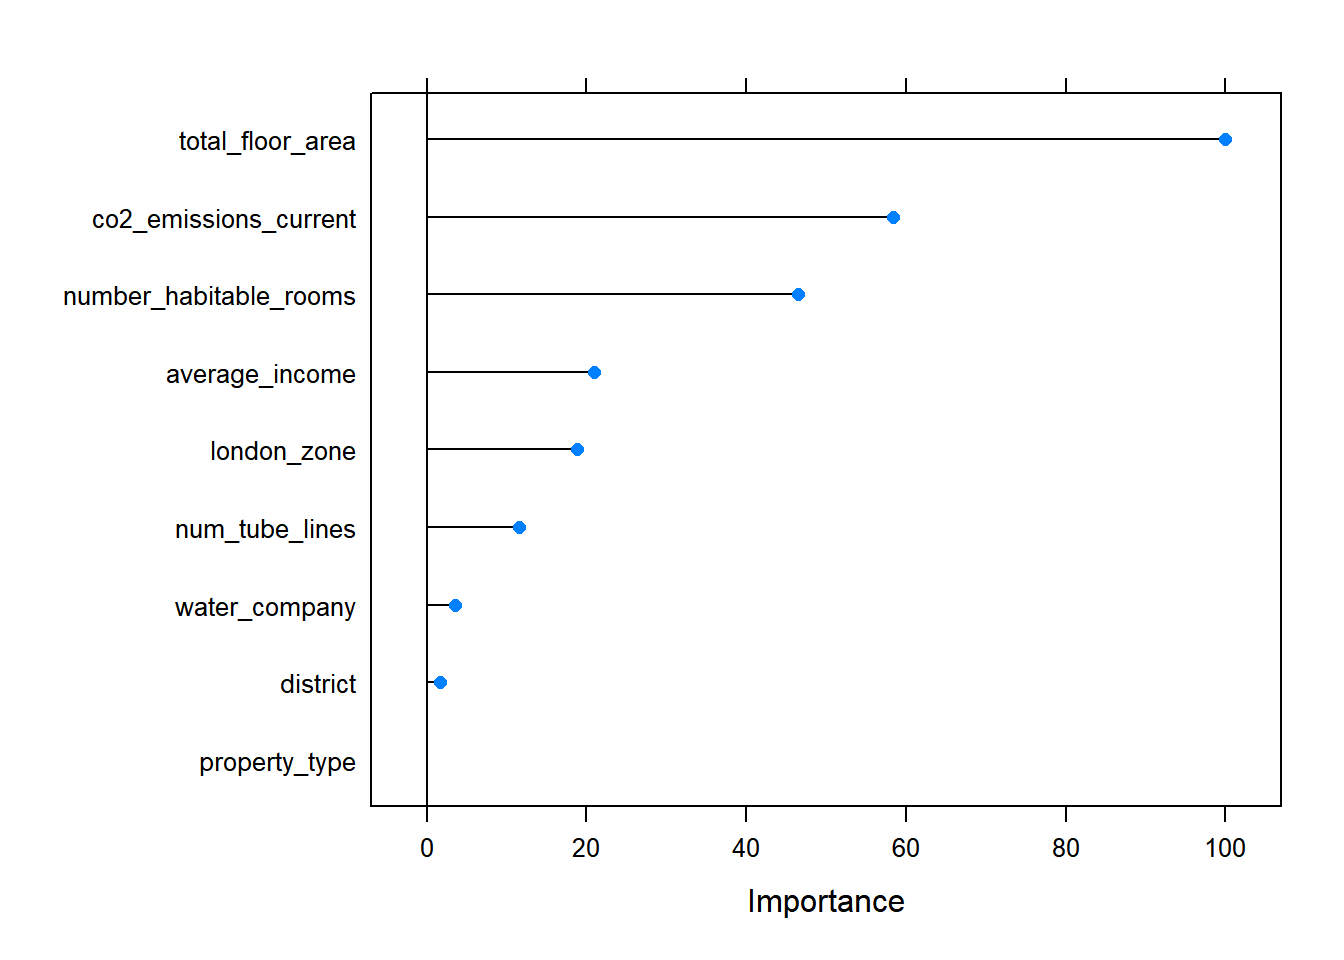 total_floor_area
co2_emissions_current
number_habitable_rooms
average_income
london_zone
num_tube_lines
water_company
district
property_type
0 20 40 60 80 100
Importance